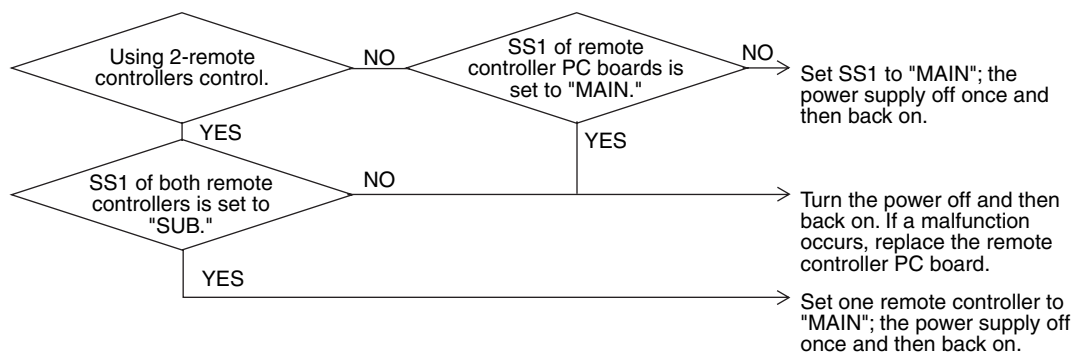 Using 2-remote
controllers control.
NO
SS1 of remote
controller PC boards is
set to "MAIN."
NO
Set SS1 to "MAIN"; the
power supply off once and
then back on.
YES
YES
SS1 of both remote
controllers is set to
"SUB."
NO
Turn the power off and then
back on. If a malfunction
occurs, replace the remote
controller PC board.
YES
Set one remote controller to
"MAIN"; the power supply off
once and then back on.